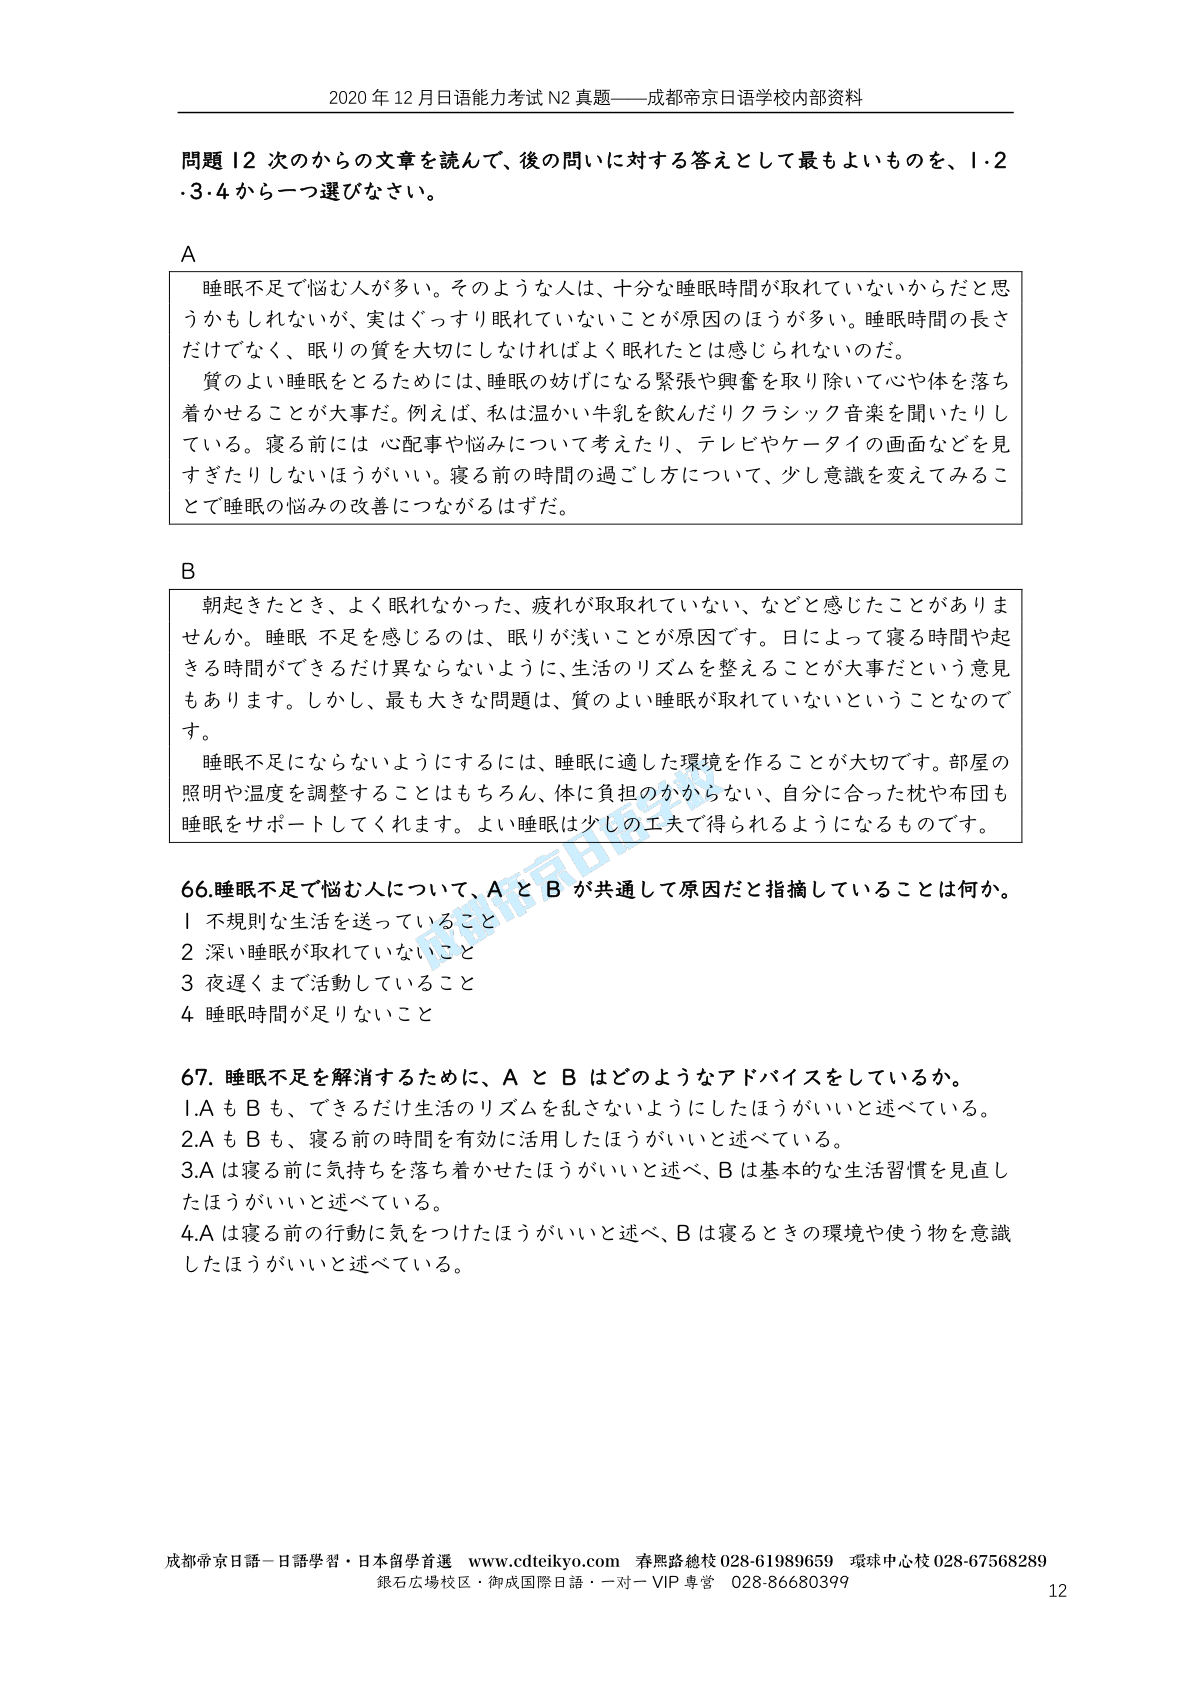 2020 年 12 月日语能力考试 N2 真题——成都帝京日语学校内部资料
問題 12 次のからの文章を読んで、後の問いに対する答えとして最もよいものを、1·2
·3·4 から一つ選びなさい。
A
睡眠不足で悩む人が多い。そのような人は、十分な睡眠時間が取れていないからだと思
うかもしれないが、実はぐっすり眠れていないことが原因のほうが多い。睡眠時間の長さ
だけでなく、眠りの質を大切にしなければよく眠れたとは感じられないのだ。
質のよい睡眠をとるためには、睡眠の妨げになる緊張や興奮を取り除いて心や体を落ち
着かせることが大事だ。例えば、私は温かい牛乳を飲んだりクラシック音楽を聞いたりし
ている。寝る前には 心配事や悩みについて考えたり、テレビやケータイの画面などを見
すぎたりしないほうがいい。寝る前の時間の過ごし方について、少し意識を変えてみるこ
とで睡眠の悩みの改善につながるはずだ。
B
朝起きたとき、よく眠れなかった、疲れが取取れていない、などと感じたことがありま
せんか。睡眠 不足を感じるのは、眠りが浅いことが原因です。日によって寝る時間や起
きる時間ができるだけ異ならないように、生活のリズムを整えることが大事だという意見
もあります。しかし、最も大きな問題は、質のよい睡眠が取れていないということなので
す。
睡眠不足にならないようにするには、睡眠に適した環境を作ることが大切です。部屋の
照明や温度を調整することはもちろん、体に負担のかからない、自分に合った枕や布団も
睡眠をサポートしてくれます。よい睡眠は少しの工夫で得られるようになるものです。
成都帝京日语学校
66.睡眠不足で悩む人について、A と B が共通して原因だと指摘していることは何か。
1 不規則な生活を送っていること
2 深い睡眠が取れていないこと
3 夜遅くまで活動していること
4 睡眠時間が足りないこと
67. 睡眠不足を解消するために、A と B はどのようなアドバイスをしているか。
1.A も B も、できるだけ生活のリズムを乱さないようにしたほうがいいと述べている。
2.A も B も、寝る前の時間を有効に活用したほうがいいと述べている。
3.A は寝る前に気持ちを落ち着かせたほうがいいと述べ、B は基本的な生活習慣を見直し
たほうがいいと述べている。
4.A は寝る前の行動に気をつけたほうがいいと述べ、B は寝るときの環境や使う物を意識
したほうがいいと述べている。
成都帝京日語－日語學習・日本留學首選 www.cdteikyo.com 春熙路總校 028-61989659 環球中心校 028-67568289
銀石広場校区・御成国際日語・一对一 VIP 専営 028-86680399
12